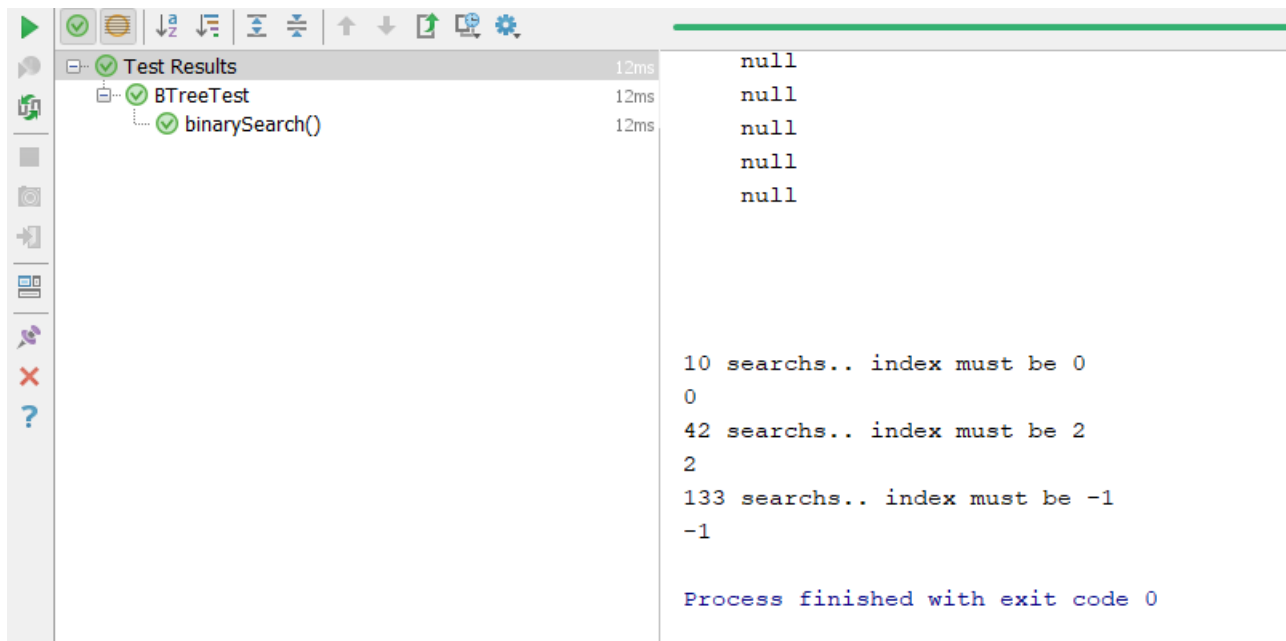 Test Results 12ms
BTreeTest 12ms
binarySearch() 12ms
null
null
null
null
null
10 searchs.. index must be 0
0
42 searchs.. index must be 2
2
133 searchs.. index must be -1
-1
Process finished with exit code 0